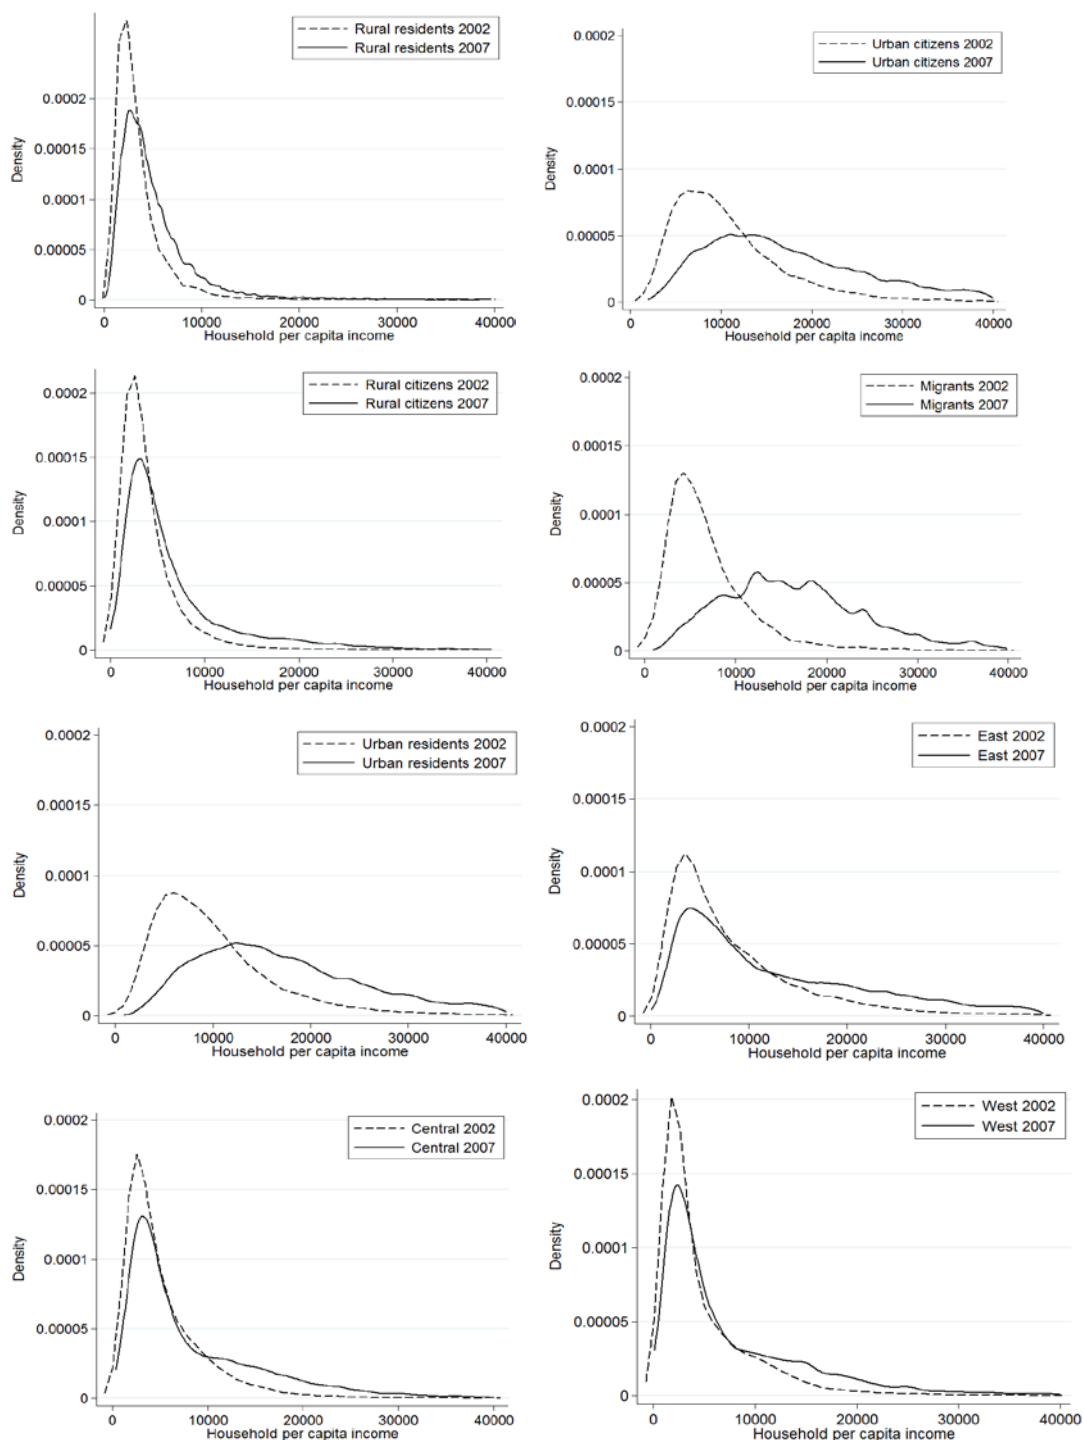 Rural residents 2002
Rural residents 2007
0.0002
0.00015
0.0001
0.00005
0
Density
0 10000 20000 30000 40000
Household per capita income
Urban citizens 2002
Urban citizens 2007
0.0002
0.00015
0.0001
0.00005
0
Density
0 10000 20000 30000 40000
Household per capita income
Rural citizens 2002
Rural citizens 2007
0.0002
0.00015
0.0001
0.00005
0
Density
0 10000 20000 30000 40000
Household per capita income
Migrants 2002
Migrants 2007
0.0002
0.00015
0.0001
0.00005
0
Density
0 10000 20000 30000 40000
Household per capita income
Urban residents 2002
Urban residents 2007
0.0002
0.00015
0.0001
0.00005
0
Density
0 10000 20000 30000 40000
Household per capita income
East 2002
East 2007
0.0002
0.00015
0.0001
0.00005
0
Density
0 10000 20000 30000 40000
Household per capita income
Central 2002
Central 2007
0.0002
0.00015
0.0001
0.00005
0
Density
0 10000 20000 30000 40000
Household per capita income
West 2002
West 2007
0.0002
0.00015
0.0001
0.00005
0
Density
0 10000 20000 30000 40000
Household per capita income